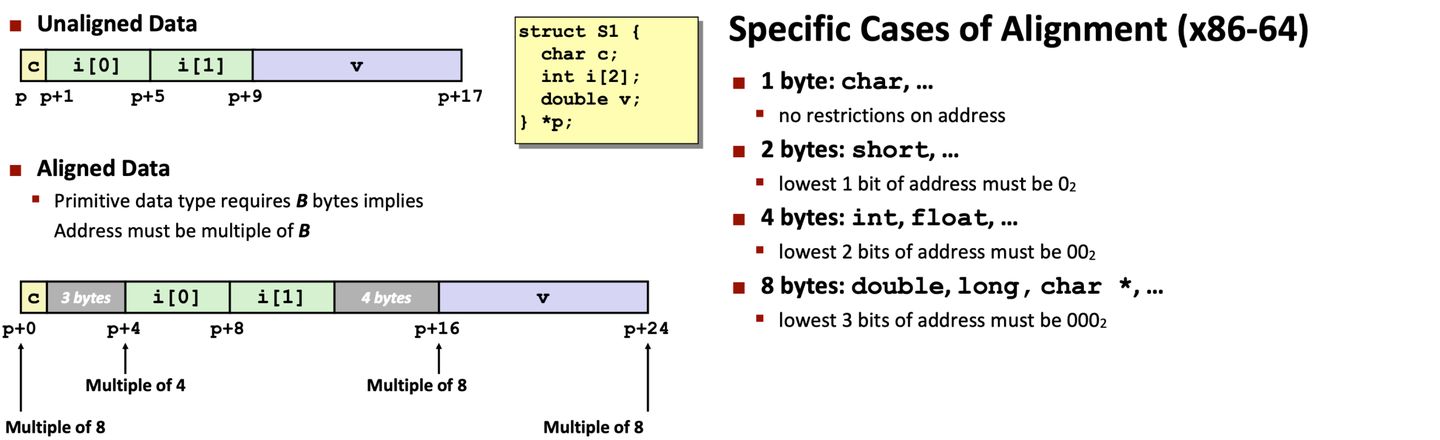 Unaligned Data
c i[0] i[1] v
p p+1 p+5 p+9 p+17
struct S1 {
char c;
int i[2];
double v;
} *p;
Aligned Data
Primitive data type requires B bytes implies
Address must be multiple of B
c 3 bytes i[0] i[1] 4 bytes v
p+0 p+4 p+8 p+16 p+24
Multiple of 4 Multiple of 8
Multiple of 8 Multiple of 8
Specific Cases of Alignment (x86-64)
1 byte: char, …
no restrictions on address
2 bytes: short, …
lowest 1 bit of address must be 0₂
4 bytes: int, float, …
lowest 2 bits of address must be 00₂
8 bytes: double, long, char *, …
lowest 3 bits of address must be 000₂